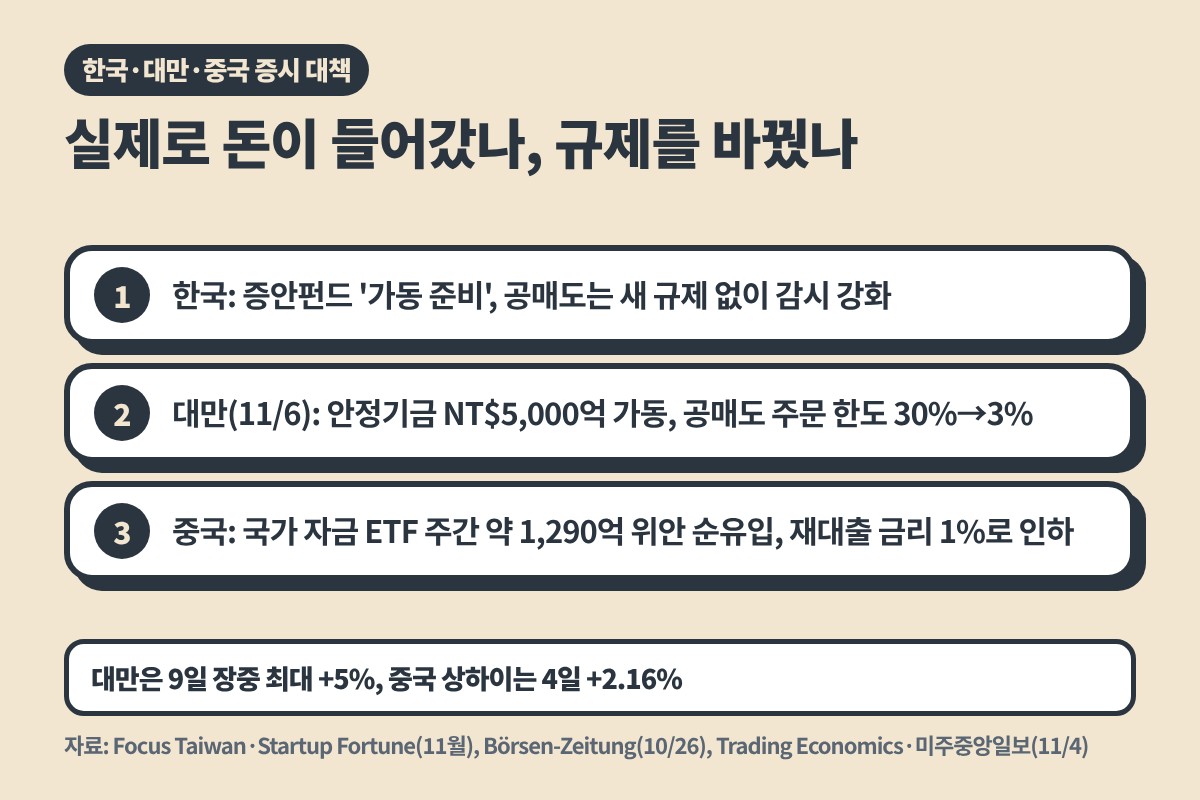 한국·대만·중국 증시 대책
실제로 돈이 들어갔나, 규제를 바꿨나
1 한국: 증안펀드 '가동 준비', 공매도는 새 규제 없이 감시 강화
2 대만(11/6): 안정기금 NT$5,000억 가동, 공매도 주문 한도 30%→3%
3 중국: 국가 자금 ETF 주간 약 1,290억 위안 순유입, 재대출 금리 1%로 인하
대만은 9일 장중 최대 +5%, 중국 상하이는 4일 +2.16%
자료: Focus Taiwan·Startup Fortune(11월), Börsen-Zeitung(10/26), Trading Economics·미주중앙일보(11/4)